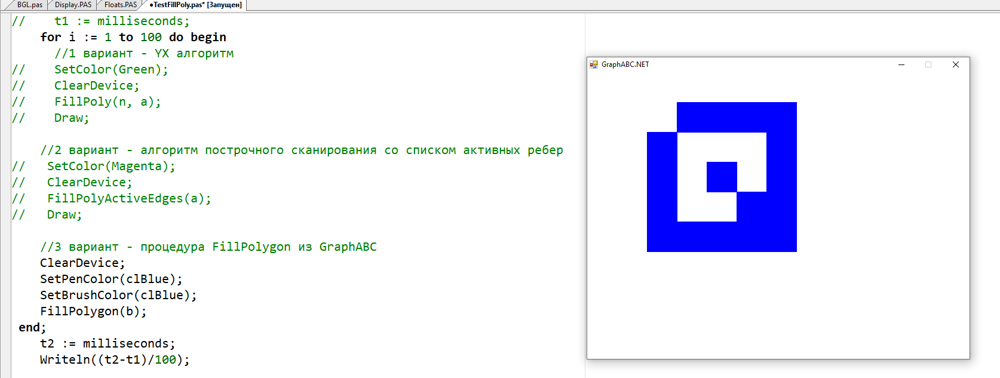 BGL.pas Display.PAS Floats.PAS •TestFillPoly.pas* [Запущен]
//    t1 := milliseconds;
    for i := 1 to 100 do begin
      //1 вариант - YX алгоритм
//    SetColor(Green);
//    ClearDevice;
//    FillPoly(n, a);
//    Draw;
    //2 вариант - алгоритм построчного сканирования со списком активных ребер
//   SetColor(Magenta);
//   ClearDevice;
//   FillPolyActiveEdges(a);
//   Draw;
    //3 вариант - процедура FillPolygon из GraphABC
    ClearDevice;
    SetPenColor(clBlue);
    SetBrushColor(clBlue);
    FillPolygon(b);
 end;
    t2 := milliseconds;
    Writeln((t2-t1)/100);
GraphABC.NET